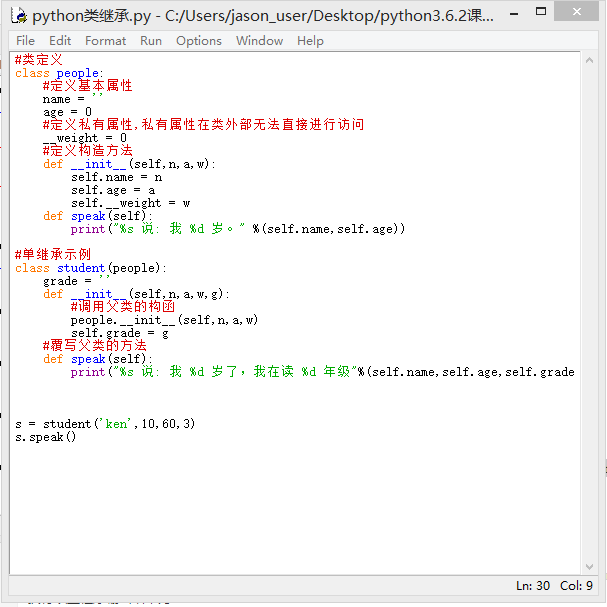 python类继承.py - C:/Users/jason_user/Desktop/python3.6.2课...
File Edit Format Run Options Window Help
#类定义
class people:
    #定义基本属性
    name = ''
    age = 0
    #定义私有属性,私有属性在类外部无法直接进行访问
    __weight = 0
    #定义构造方法
    def __init__(self,n,a,w):
        self.name = n
        self.age = a
        self.__weight = w
    def speak(self):
        print("%s 说: 我 %d 岁。" %(self.name,self.age))
#单继承示例
class student(people):
    grade = ''
    def __init__(self,n,a,w,g):
        #调用父类的构函
        people.__init__(self,n,a,w)
        self.grade = g
    #覆写父类的方法
    def speak(self):
        print("%s 说: 我 %d 岁了，我在读 %d 年级"%(self.name,self.age,self.grade
s = student('ken',10,60,3)
s.speak()
Ln: 30 Col: 9